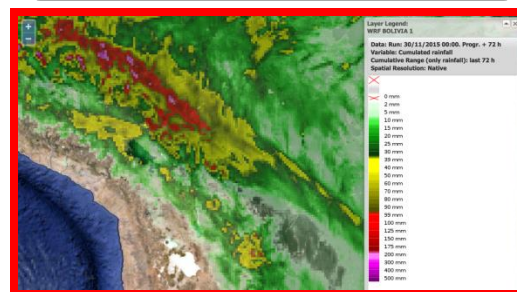 +
−
Layer Legend:
WRF BOLIVIA 1
Data: Run: 30/11/2015 00:00. Progr. + 72 h
Variable: Cumulated rainfall
Cumulative Range (only rainfall): last 72 h
Spatial Resolution: Native
0 mm
2 mm
5 mm
10 mm
15 mm
20 mm
25 mm
30 mm
39 mm
40 mm
50 mm
60 mm
70 mm
80 mm
90 mm
99 mm
100 mm
125 mm
150 mm
175 mm
200 mm
300 mm
400 mm
500 mm